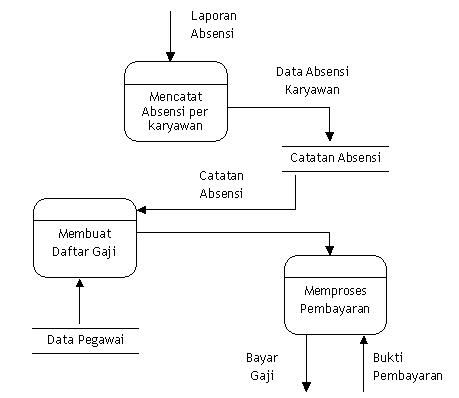 Laporan
Absensi
Mencatat
Absensi per
karyawan
Data Absensi
Karyawan
Catatan Absensi
Catatan
Absensi
Membuat
Daftar Gaji
Data Pegawai
Memproses
Pembayaran
Bayar
Gaji
Bukti
Pembayaran